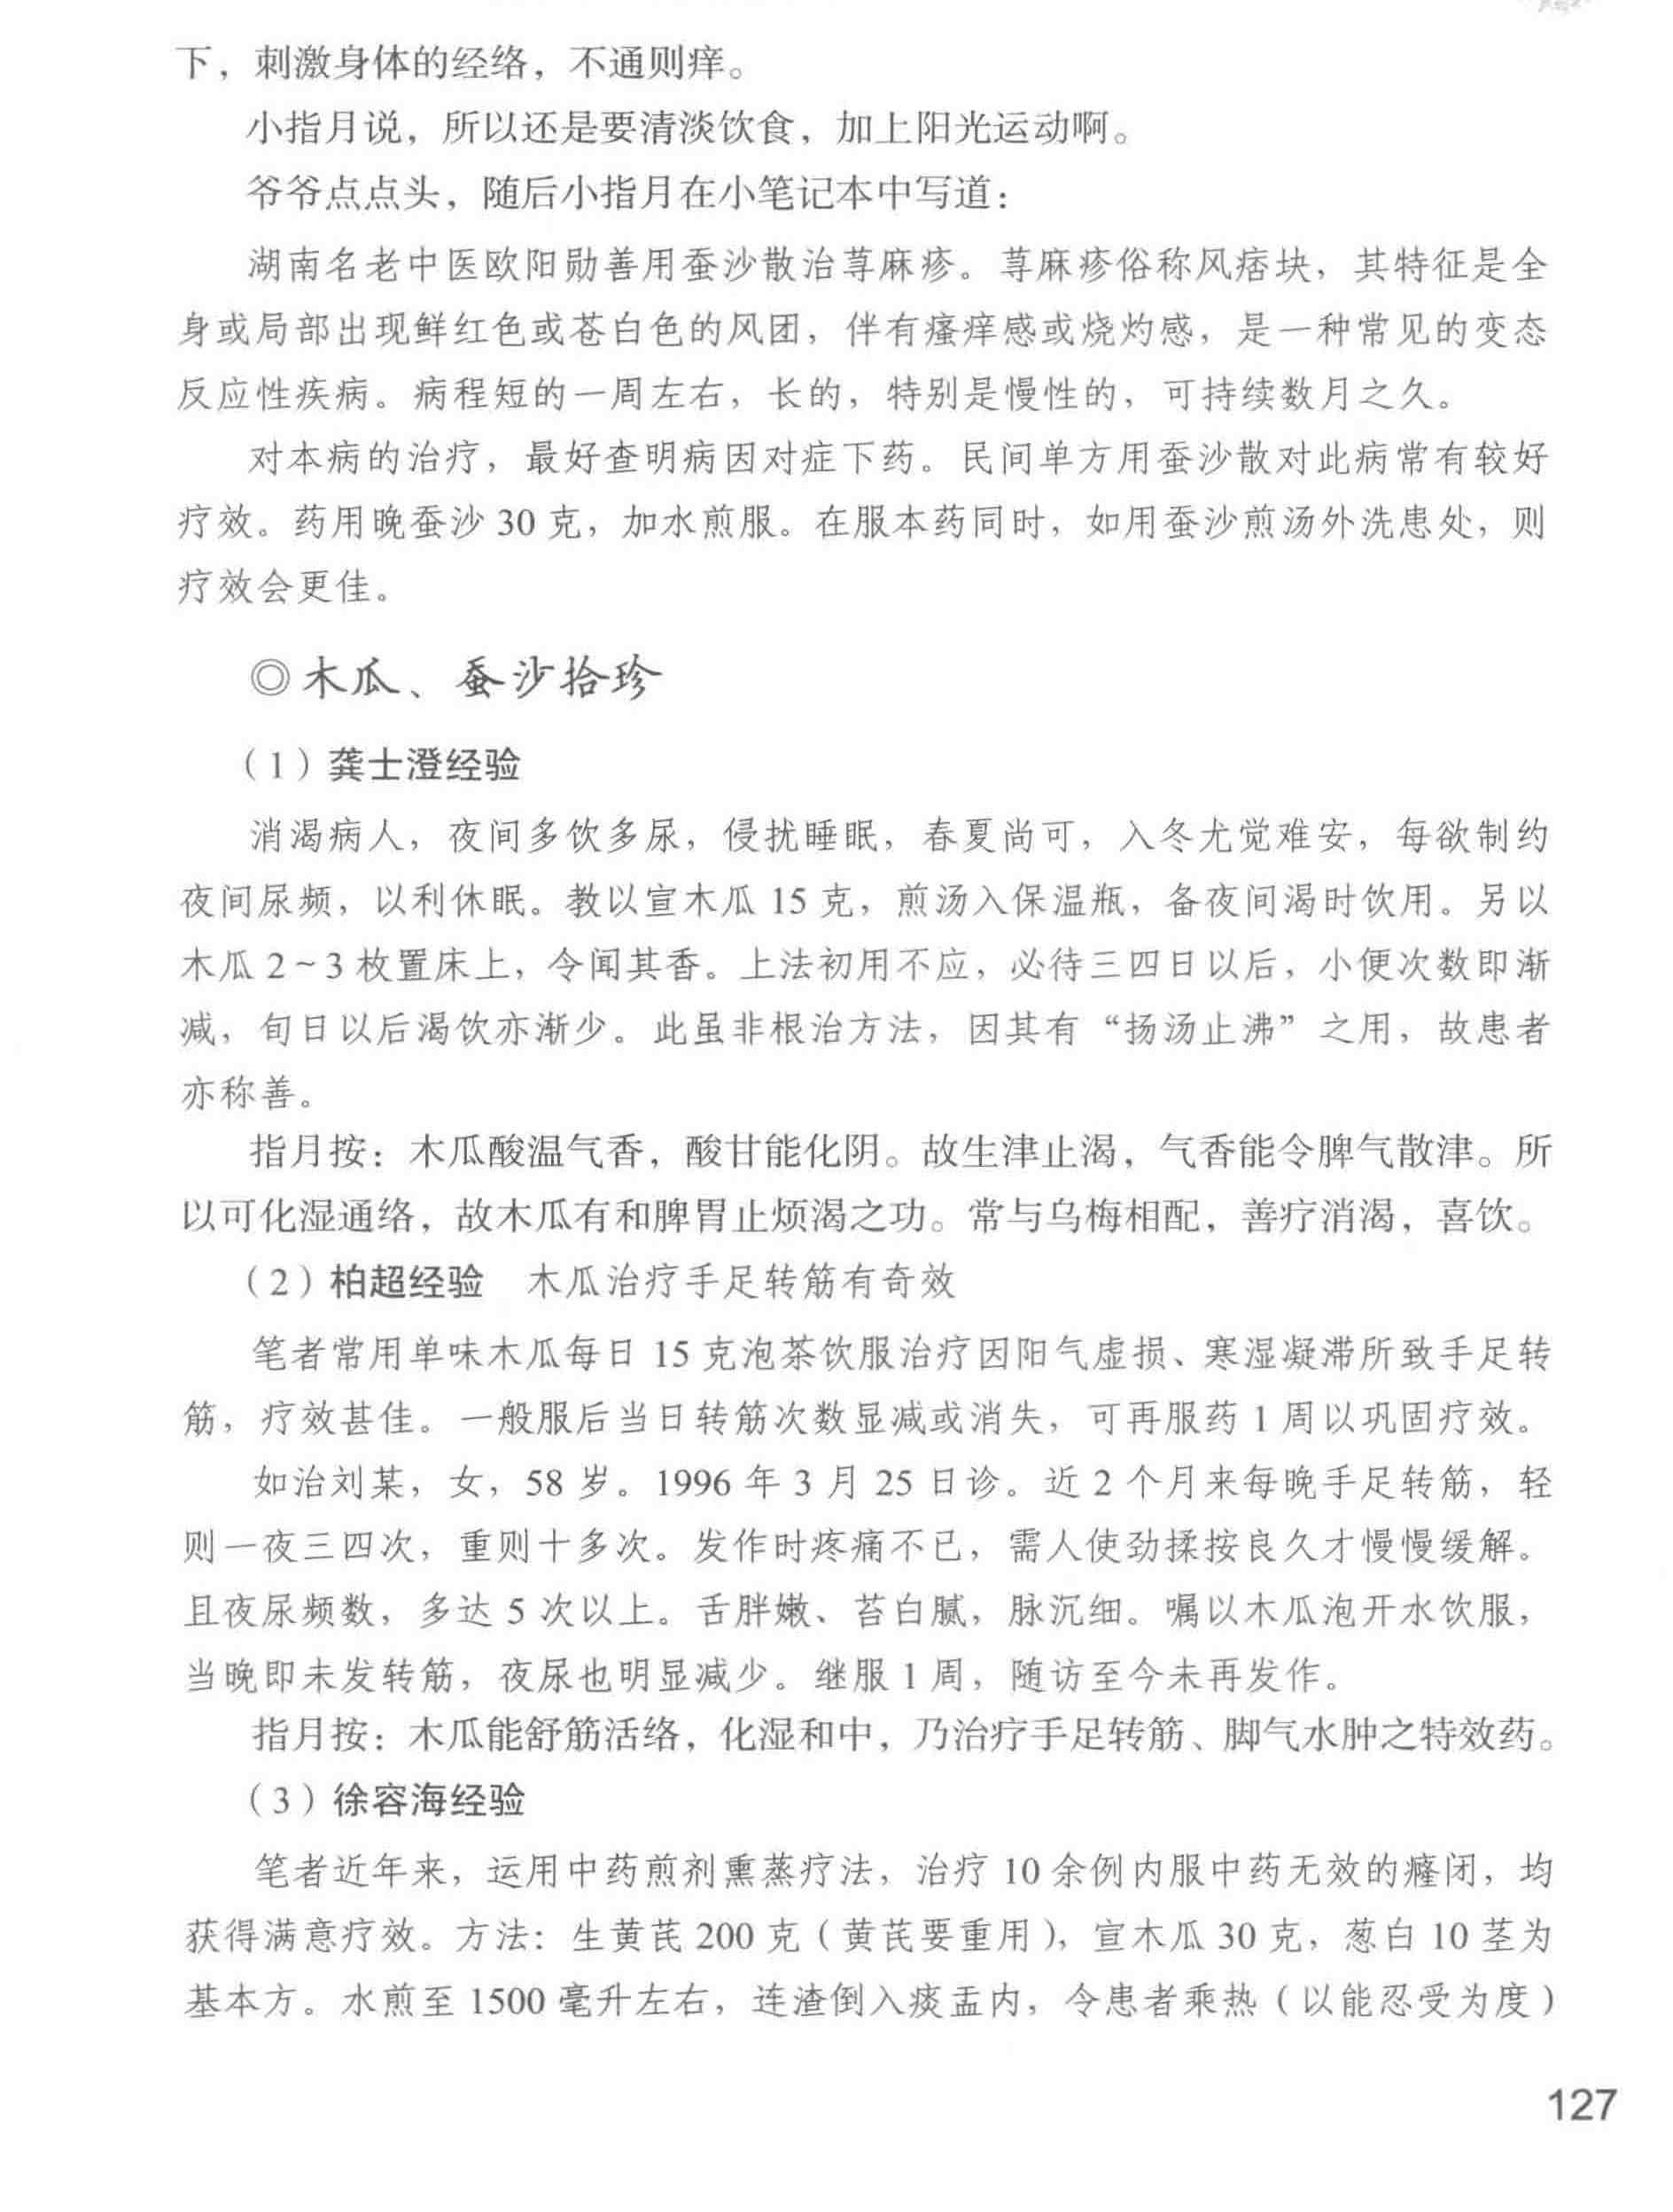 下，刺激身体的经络，不通则痒。
小指月说，所以还是要清淡饮食，加上阳光运动啊。
爷爷点点头，随后小指月在小笔记本中写道：
湖南名老中医欧阳勋善用蚕沙散治荨麻疹。荨麻疹俗称风痦块，其特征是全
身或局部出现鲜红色或苍白色的风团，伴有瘙痒感或烧灼感，是一种常见的变态
反应性疾病。病程短的一周左右，长的，特别是慢性的，可持续数月之久。
对本病的治疗，最好查明病因对症下药。民间单方用蚕沙散对此病常有较好
疗效。药用晚蚕沙 30 克，加水煎服。在服本药同时，如用蚕沙煎汤外洗患处，则
疗效会更佳。
◎木瓜、蚕沙拾珍
（1）龚士澄经验
消渴病人，夜间多饮多尿，侵扰睡眠，春夏尚可，入冬尤觉难安，每欲制约
夜间尿频，以利休眠。教以宣木瓜 15 克，煎汤入保温瓶，备夜间渴时饮用。另以
木瓜 2~3 枚置床上，令闻其香。上法初用不应，必待三四日以后，小便次数即渐
减，旬日以后渴饮亦渐少。此虽非根治方法，因其有“扬汤止沸”之用，故患者
亦称善。
指月按：木瓜酸温气香，酸甘能化阴。故生津止渴，气香能令脾气散津。所
以可化湿通络，故木瓜有和脾胃止烦渴之功。常与乌梅相配，善疗消渴，喜饮。
（2）柏超经验 木瓜治疗手足转筋有奇效
笔者常用单味木瓜每日 15 克泡茶饮服治疗因阳气虚损、寒湿凝滞所致手足转
筋，疗效甚佳。一般服后当日转筋次数显减或消失，可再服药 1 周以巩固疗效。
如治刘某，女，58 岁。1996 年 3 月 25 日诊。近 2 个月来每晚手足转筋，轻
则一夜三四次，重则十多次。发作时疼痛不已，需人使劲揉按良久才慢慢缓解。
且夜尿频数，多达 5 次以上。舌胖嫩、苔白腻，脉沉细。嘱以木瓜泡开水饮服，
当晚即未发转筋，夜尿也明显减少。继服 1 周，随访至今未再发作。
指月按：木瓜能舒筋活络，化湿和中，乃治疗手足转筋、脚气水肿之特效药。
（3）徐容海经验
笔者近年来，运用中药煎剂熏蒸疗法，治疗 10 余例内服中药无效的癃闭，均
获得满意疗效。方法：生黄芪 200 克（黄芪要重用），宣木瓜 30 克，葱白 10 茎为
基本方。水煎至 1500 毫升左右，连渣倒入痰盂内，令患者乘热（以能忍受为度）
127